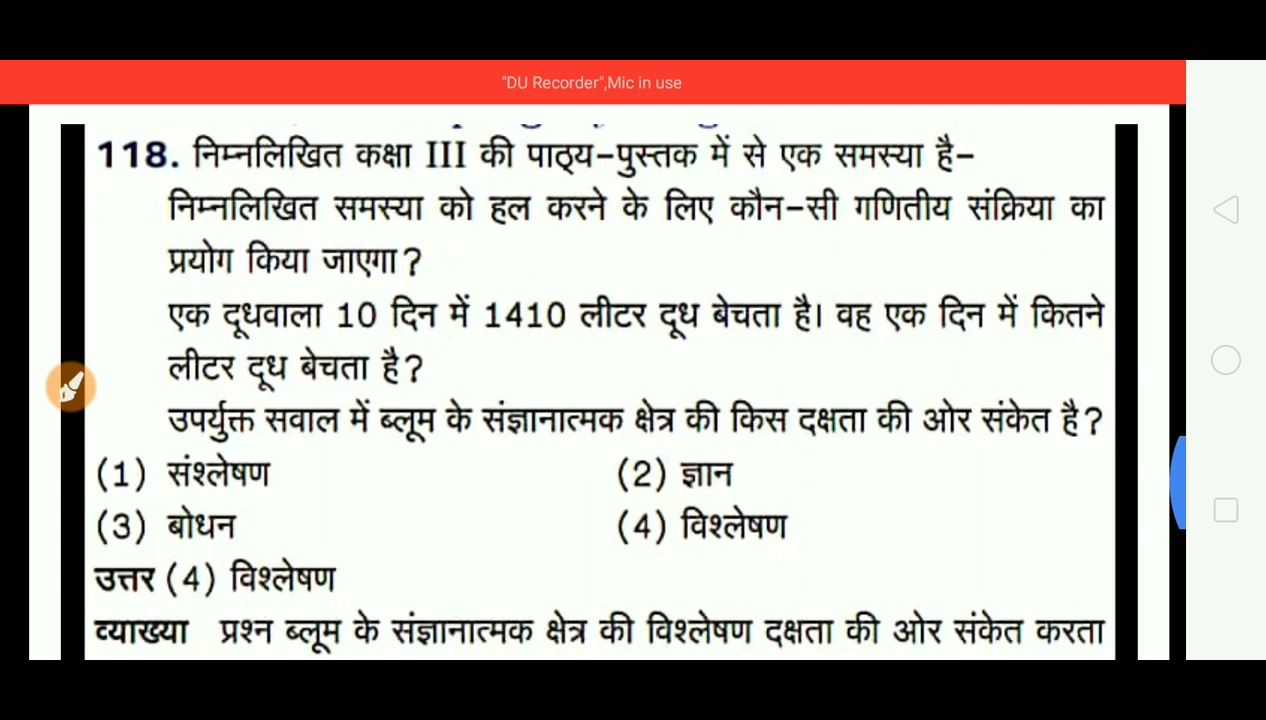 "DU Recorder",Mic in use
118. निम्नलिखित कक्षा III की पाठ्य-पुस्तक में से एक समस्या है-
निम्नलिखित समस्या को हल करने के लिए कौन-सी गणितीय संक्रिया का
प्रयोग किया जाएगा?
एक दूधवाला 10 दिन में 1410 लीटर दूध बेचता है। वह एक दिन में कितने
लीटर दूध बेचता है?
उपर्युक्त सवाल में ब्लूम के संज्ञानात्मक क्षेत्र की किस दक्षता की ओर संकेत है?
(1) संश्लेषण (2) ज्ञान
(3) बोधन (4) विश्लेषण
उत्तर (4) विश्लेषण
व्याख्या प्रश्न ब्लूम के संज्ञानात्मक क्षेत्र की विश्लेषण दक्षता की ओर संकेत करता